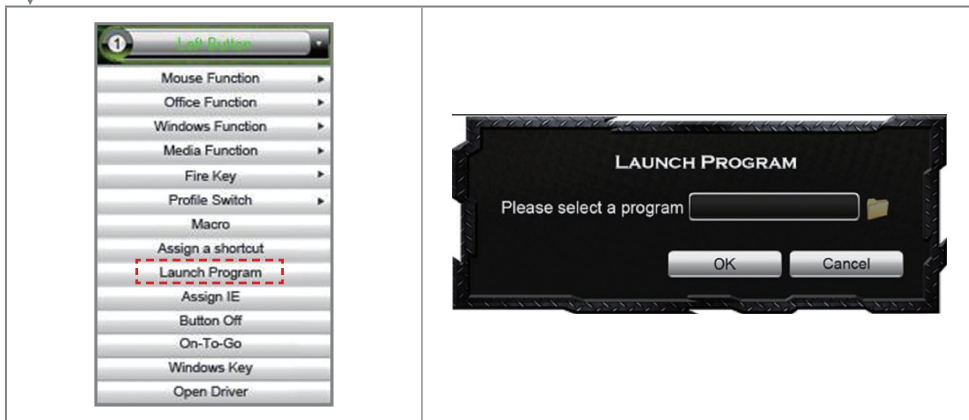 1 Left Button
Mouse Function
Office Function
Windows Function
Media Function
Fire Key
Profile Switch
Macro
Assign a shortcut
Launch Program
Assign IE
Button Off
On-To-Go
Windows Key
Open Driver
LAUNCH PROGRAM
Please select a program
OK Cancel